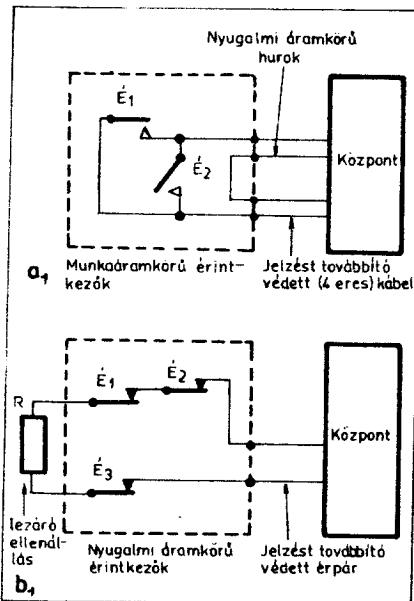 Nyugalmi áramkörű
hurok
É1
É2
Központ
a1
Munkaáramkörű érint-
kezők
Jelzést továbbító
védett (4 eres) kábel
R
É1
É2
É3
Központ
lezáró
ellenál-
lás
Nyugalmi áramkörű
érintkezők
Jelzést továbbító
védett érpár
b1